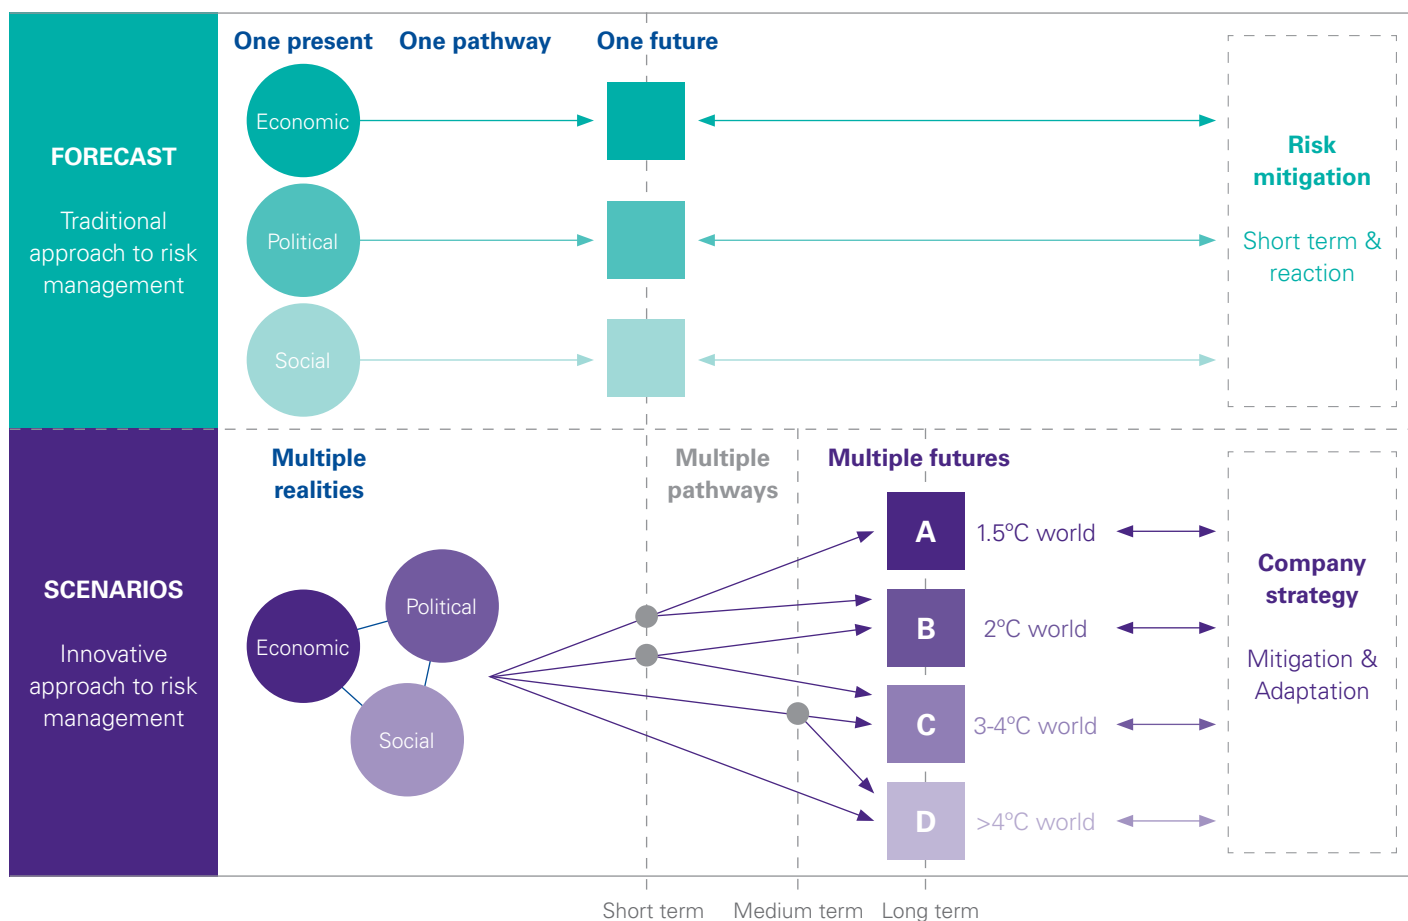 FORECAST
Traditional
approach to risk
management
One present
One pathway
One future
Economic
Political
Social
Risk
mitigation
Short term &
reaction
SCENARIOS
Innovative
approach to risk
management
Multiple
realities
Economic
Political
Social
Multiple
pathways
Multiple futures
A
1.5°C world
B
2°C world
C
3-4°C world
D
>4°C world
Company
strategy
Mitigation &
Adaptation
Short term
Medium term
Long term